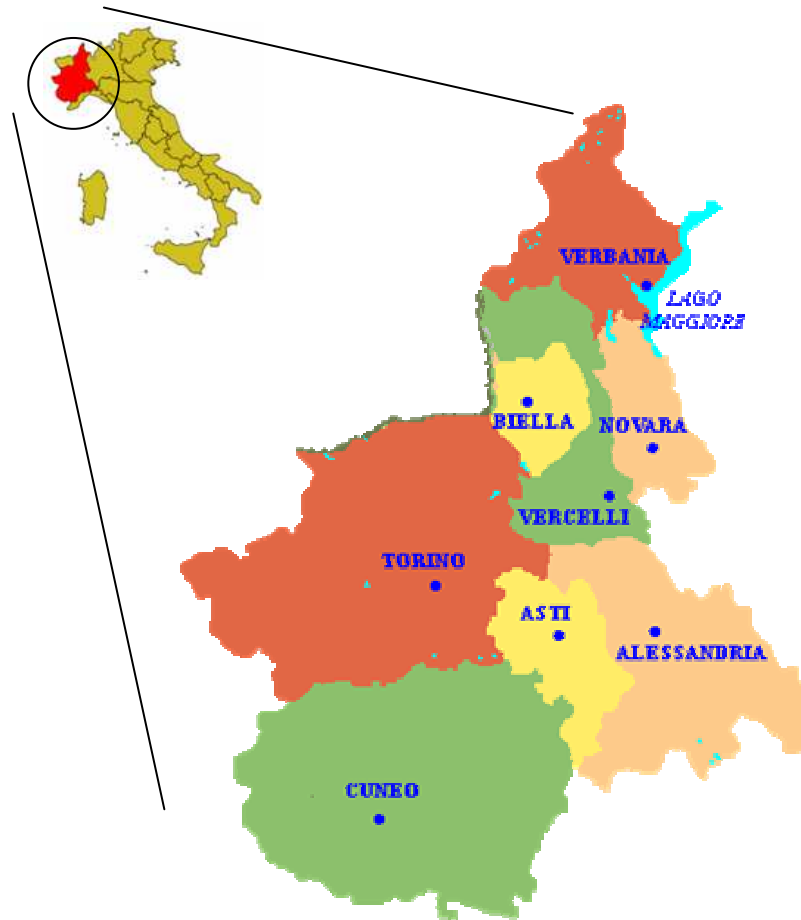 VERBANIA
LAGO
MAGGIORE
BIELLA
NOVARA
VERCELLI
TORINO
ASTI
ALESSANDRIA
CUNEO